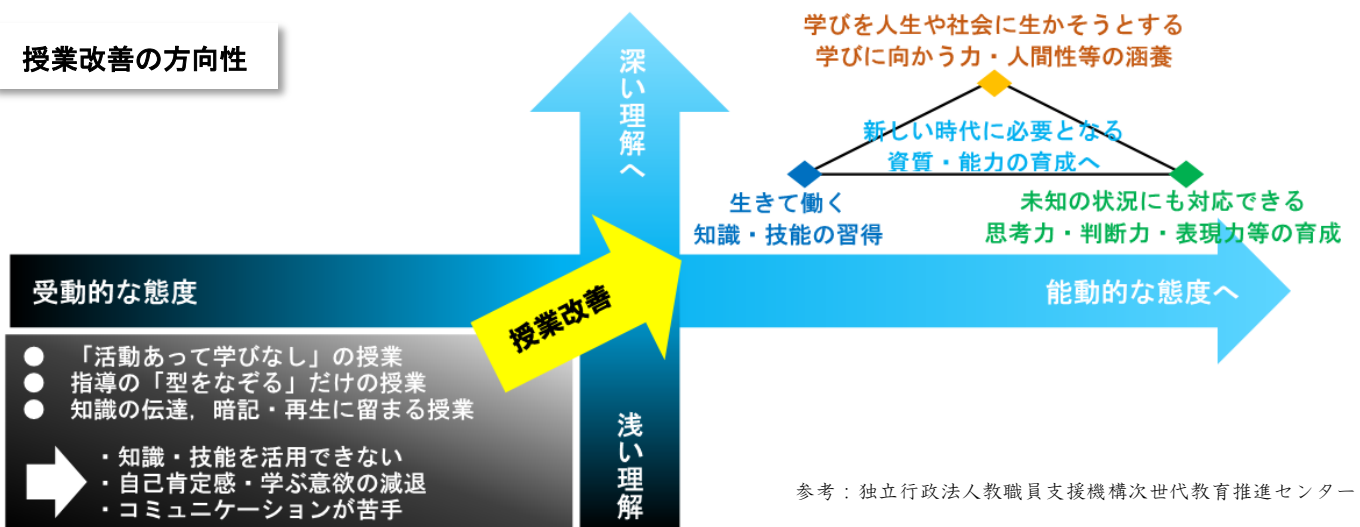 授業改善の方向性
学びを人生や社会に生かそうとする
学びに向かう力・人間性等の涵養
深い理解へ
新しい時代に必要となる
資質・能力の育成へ
生きて働く
知識・技能の習得
未知の状況にも対応できる
思考力・判断力・表現力等の育成
受動的な態度
授業改善
能動的な態度へ
● 「活動あって学びなし」の授業
● 指導の「型をなぞる」だけの授業
● 知識の伝達，暗記・再生に留まる授業
・知識・技能を活用できない
・自己肯定感・学ぶ意欲の減退
・コミュニケーションが苦手
浅い理解
参考：独立行政法人教職員支援機構次世代教育推進センター